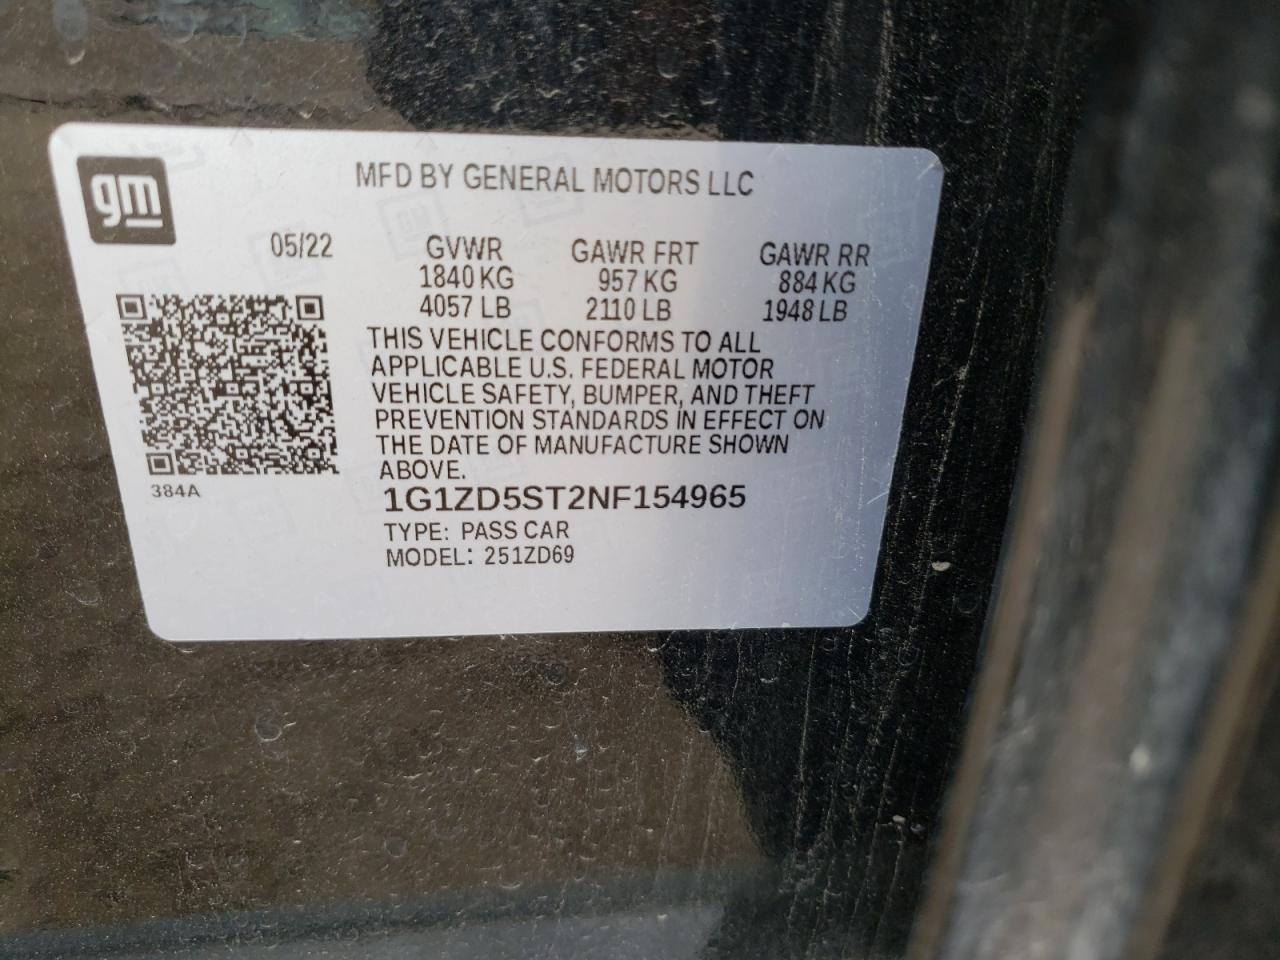 gm
MFD BY GENERAL MOTORS LLC
05/22 GVWR GAWR FRT GAWR RR
1840 KG 957 KG 884 KG
4057 LB 2110 LB 1948 LB
THIS VEHICLE CONFORMS TO ALL
APPLICABLE U.S. FEDERAL MOTOR
VEHICLE SAFETY, BUMPER, AND THEFT
PREVENTION STANDARDS IN EFFECT ON
THE DATE OF MANUFACTURE SHOWN
ABOVE.
384A
1G1ZD5ST2NF154965
TYPE: PASS CAR
MODEL: 251ZD69